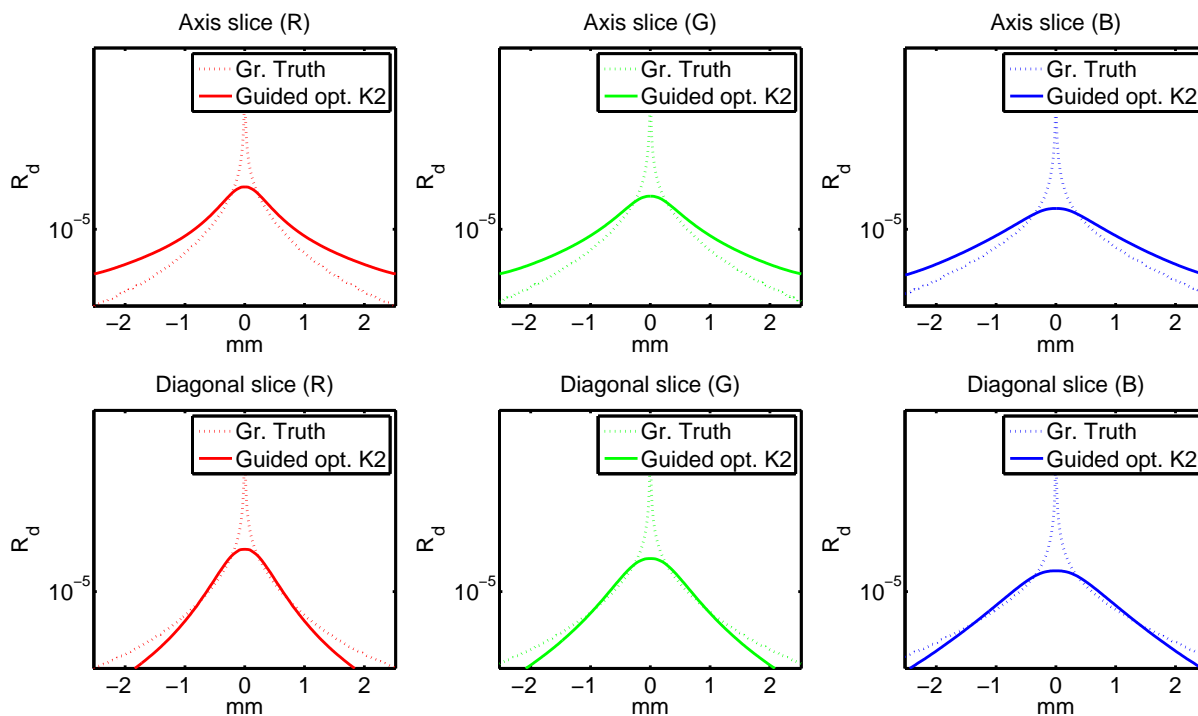 Axis slice (R)
Gr. Truth
Guided opt. K2
R_d
10^−5
−2 −1 0 1 2
mm
Axis slice (G)
Gr. Truth
Guided opt. K2
R_d
10^−5
−2 −1 0 1 2
mm
Axis slice (B)
Gr. Truth
Guided opt. K2
R_d
10^−5
−2 −1 0 1 2
mm
Diagonal slice (R)
Gr. Truth
Guided opt. K2
R_d
10^−5
−2 −1 0 1 2
mm
Diagonal slice (G)
Gr. Truth
Guided opt. K2
R_d
10^−5
−2 −1 0 1 2
mm
Diagonal slice (B)
Gr. Truth
Guided opt. K2
R_d
10^−5
−2 −1 0 1 2
mm